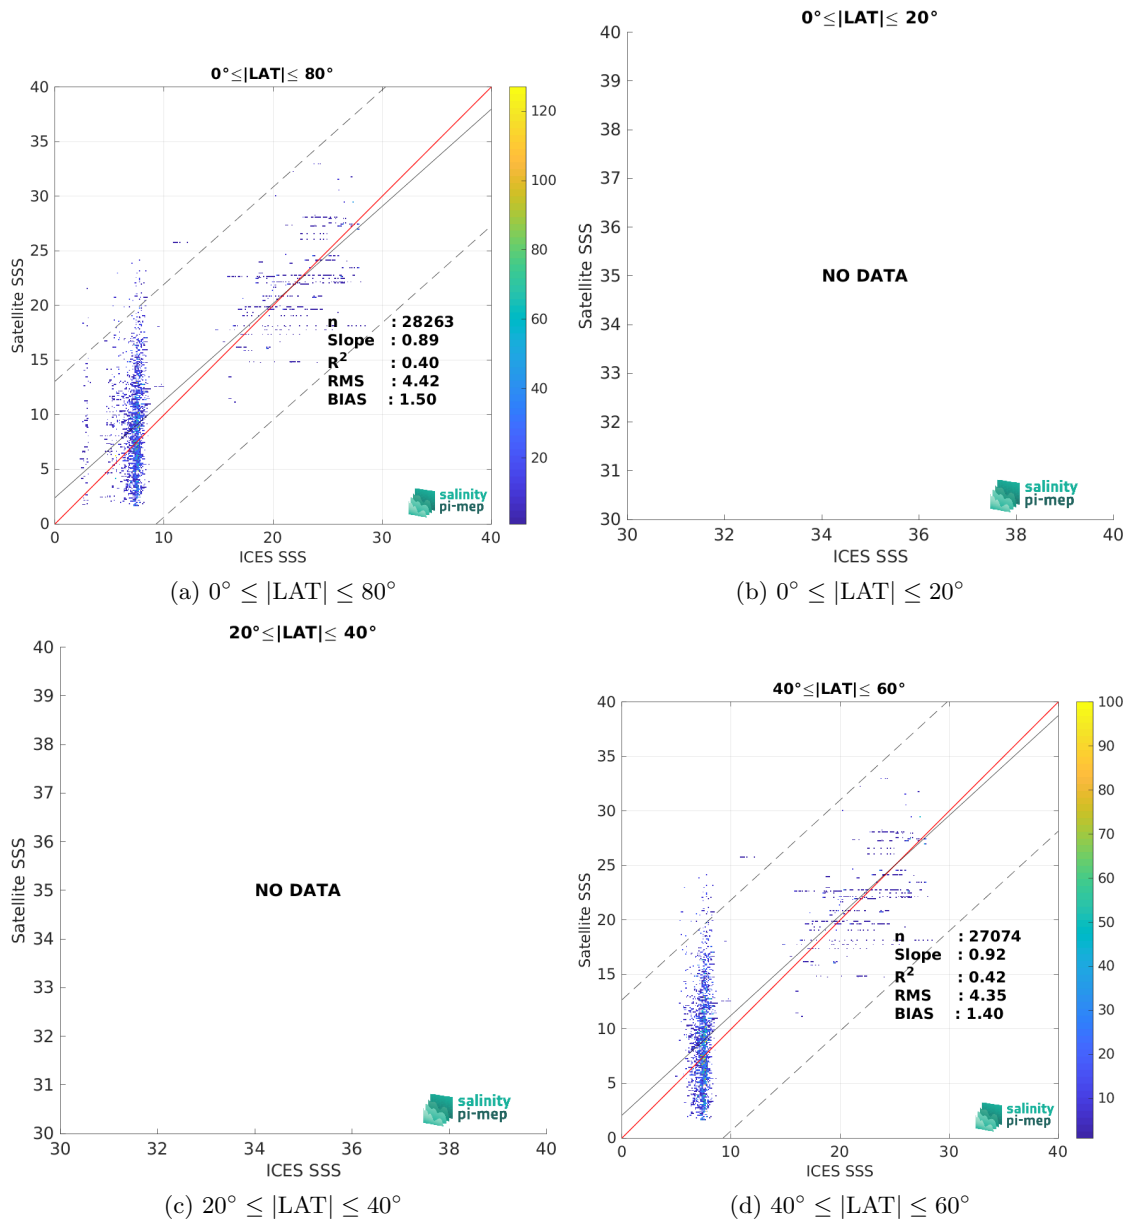 0°≤|LAT|≤ 80°
40
35
30
25
20
15
10
5
0
Satellite SSS
0
10
20
30
40
ICES SSS
120
100
80
60
40
20
n : 28263
Slope : 0.89
R² : 0.40
RMS : 4.42
BIAS : 1.50
salinity
pi-mep
(a) 0° ≤ |LAT| ≤ 80°
0°≤|LAT|≤ 20°
40
39
38
37
36
35
34
33
32
31
30
Satellite SSS
NO DATA
30
32
34
36
38
40
ICES SSS
salinity
pi-mep
(b) 0° ≤ |LAT| ≤ 20°
20°≤|LAT|≤ 40°
40
39
38
37
36
35
34
33
32
31
30
Satellite SSS
NO DATA
30
32
34
36
38
40
ICES SSS
salinity
pi-mep
(c) 20° ≤ |LAT| ≤ 40°
40°≤|LAT|≤ 60°
40
35
30
25
20
15
10
5
0
Satellite SSS
0
10
20
30
40
ICES SSS
100
90
80
70
60
50
40
30
20
10
n : 27074
Slope : 0.92
R² : 0.42
RMS : 4.35
BIAS : 1.40
salinity
pi-mep
(d) 40° ≤ |LAT| ≤ 60°